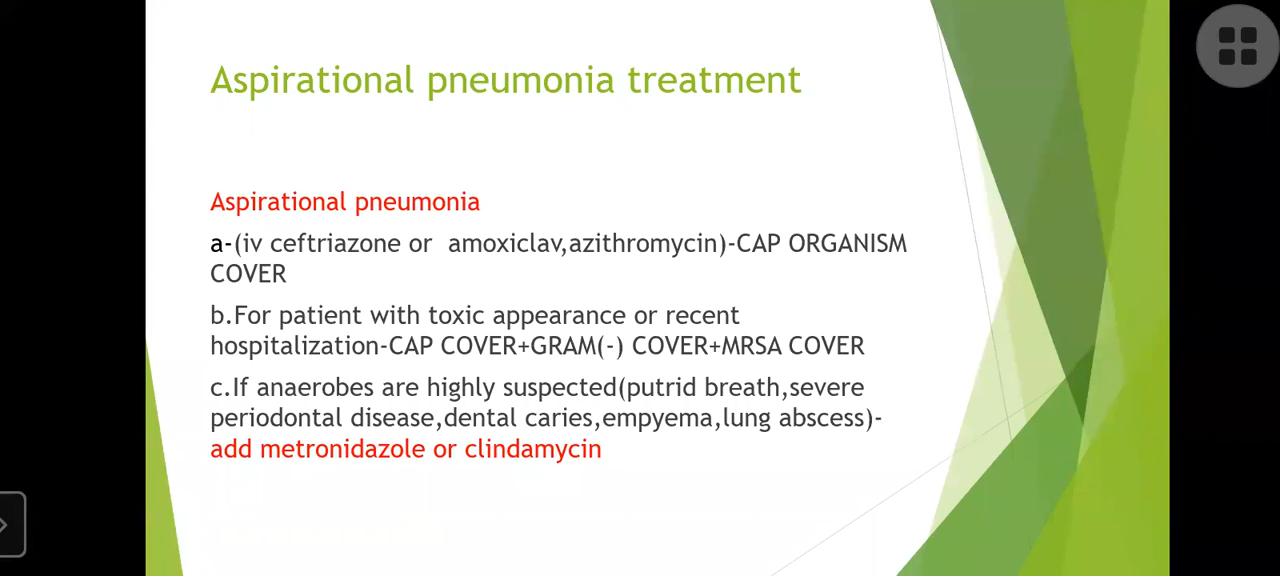 Aspirational pneumonia treatment
Aspirational pneumonia
a-(iv ceftriazone or  amoxiclav,azithromycin)-CAP ORGANISM
COVER
b.For patient with toxic appearance or recent
hospitalization-CAP COVER+GRAM(-) COVER+MRSA COVER
c.If anaerobes are highly suspected(putrid breath,severe
periodontal disease,dental caries,empyema,lung abscess)-
add metronidazole or clindamycin